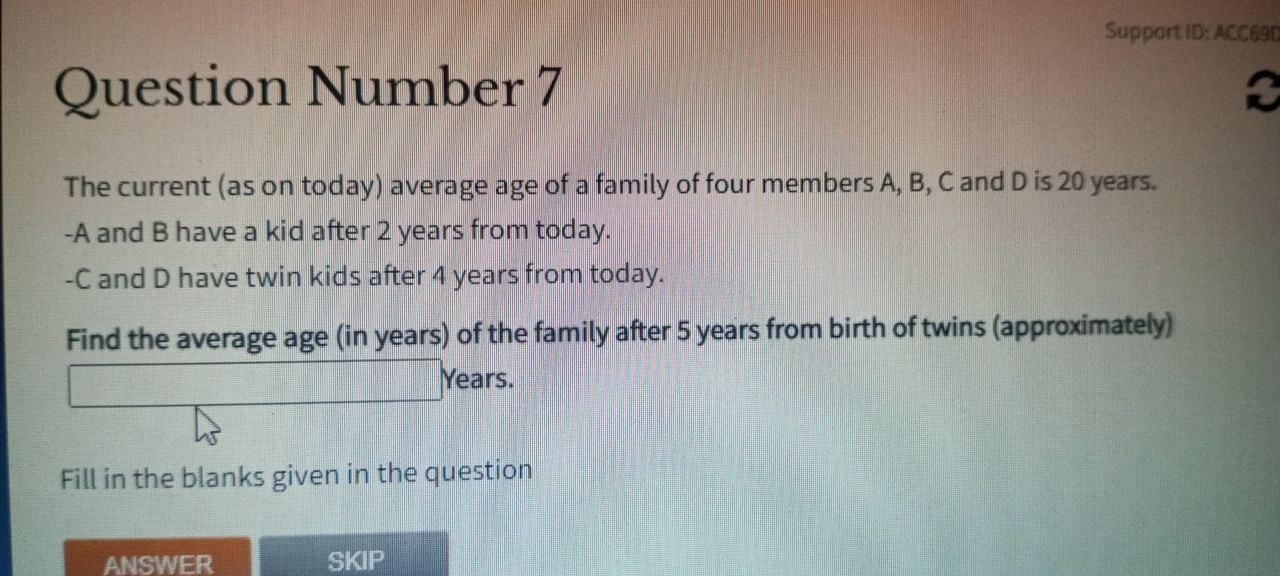 Support ID: ACC69D
Question Number 7
The current (as on today) average age of a family of four members A, B, C and D is 20 years.
-A and B have a kid after 2 years from today.
-C and D have twin kids after 4 years from today.
Find the average age (in years) of the family after 5 years from birth of twins (approximately)
Years.
Fill in the blanks given in the question
ANSWER SKIP